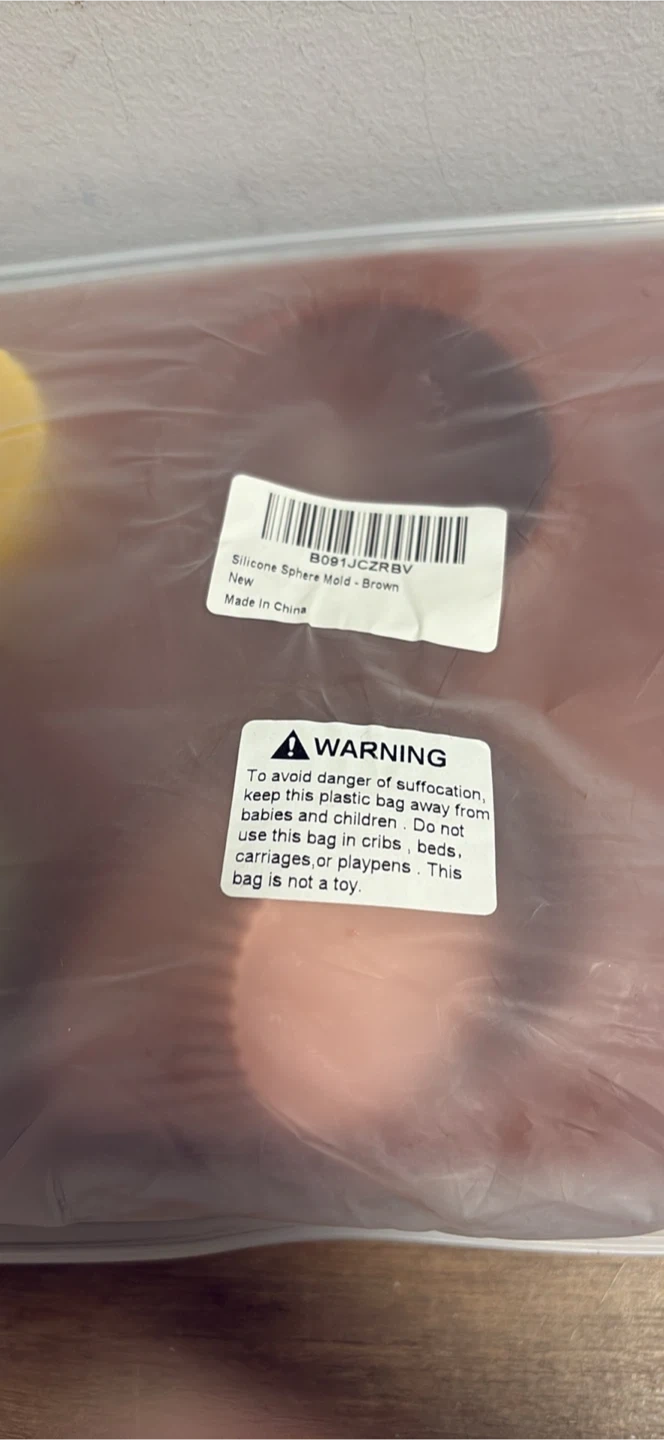 B091JCZRBV
Silicone Sphere Mold - Brown
New
Made In China
WARNING
To avoid danger of suffocation,
keep this plastic bag away from
babies and children . Do not
use this bag in cribs , beds,
carriages,or playpens . This
bag is not a toy.